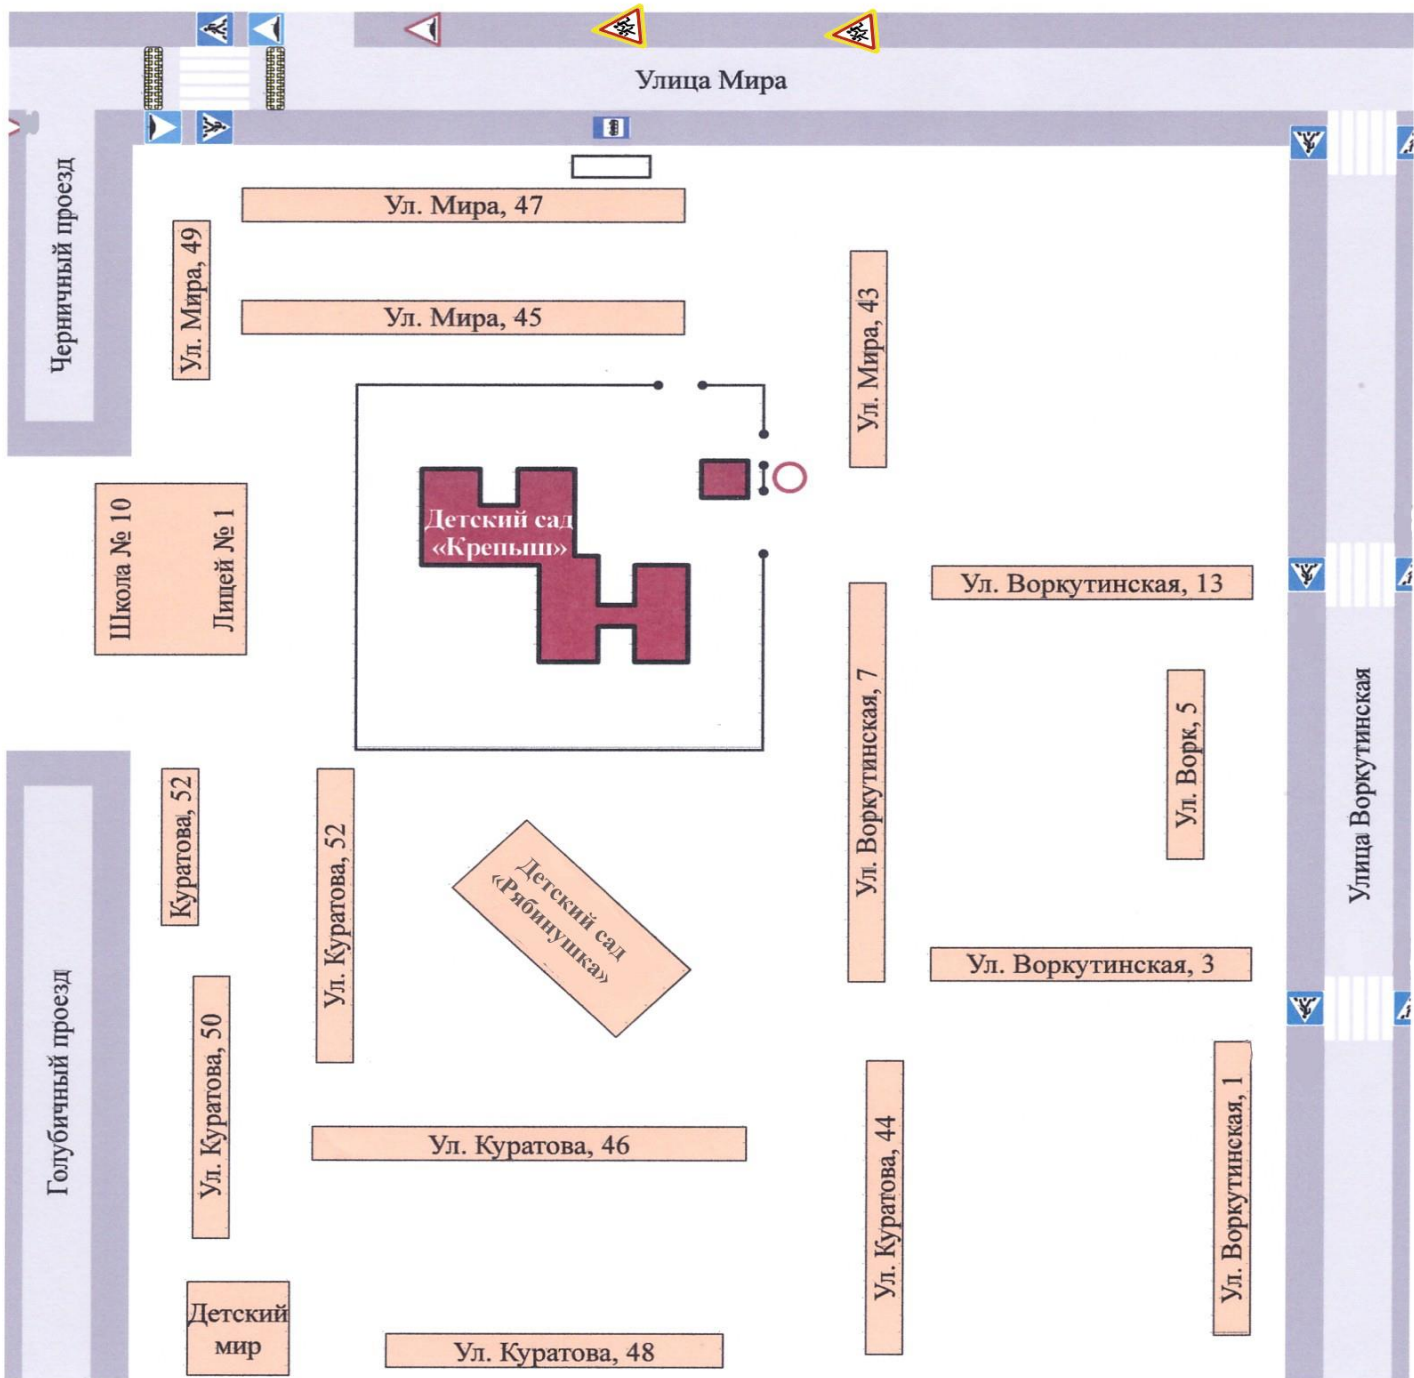 Улица Мира
Черничный проезд
Ул. Мира, 47
Ул. Мира, 49
Ул. Мира, 45
Ул. Мира, 43
Школа № 10
Лицей № 1
Детский сад
«Крепыш»
Ул. Воркутинская, 13
Ул. Воркутинская, 7
Ул. Ворк, 5
Улица Воркутинская
Куратова, 52
Ул. Куратова, 52
Детский сад
«Рябинушка»
Ул. Воркутинская, 3
Голубичный проезд
Ул. Куратова, 50
Ул. Куратова, 46
Ул. Куратова, 44
Ул. Воркутинская, 1
Детский
мир
Ул. Куратова, 48